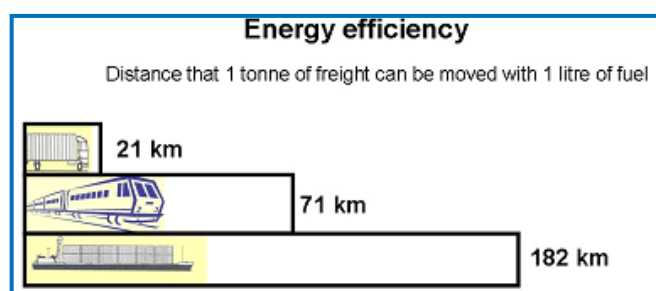 Energy efficiency
Distance that 1 tonne of freight can be moved with 1 litre of fuel
21 km
71 km
182 km